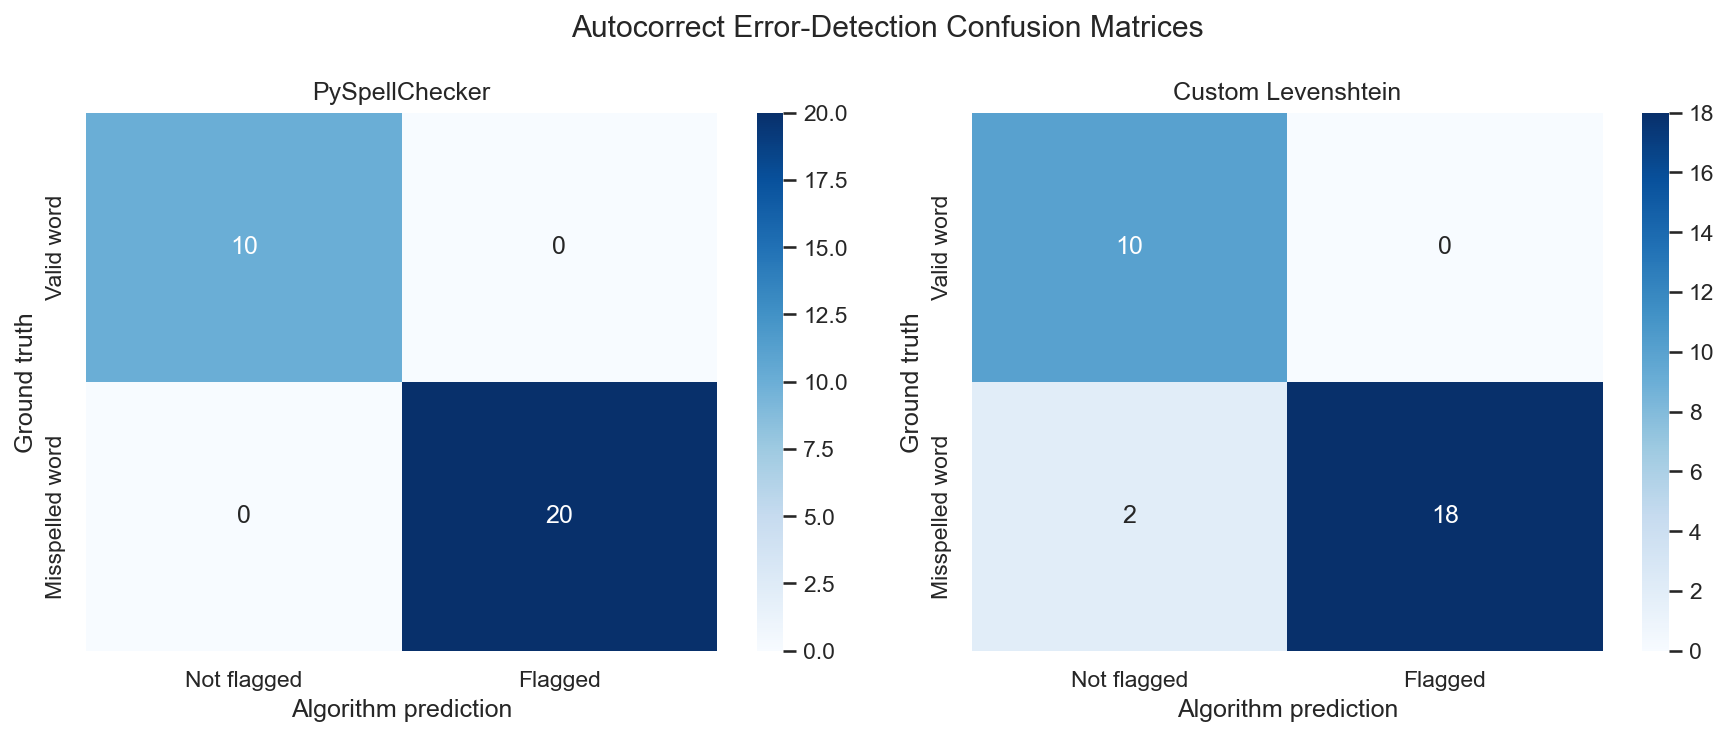 Autocorrect Error-Detection Confusion Matrices
PySpellChecker
Ground truth
Valid word
Misspelled word
10
0
0
20
Not flagged
Flagged
Algorithm prediction
20.0
17.5
15.0
12.5
10.0
7.5
5.0
2.5
0.0
Custom Levenshtein
Ground truth
Valid word
Misspelled word
10
0
2
18
Not flagged
Flagged
Algorithm prediction
18
16
14
12
10
8
6
4
2
0